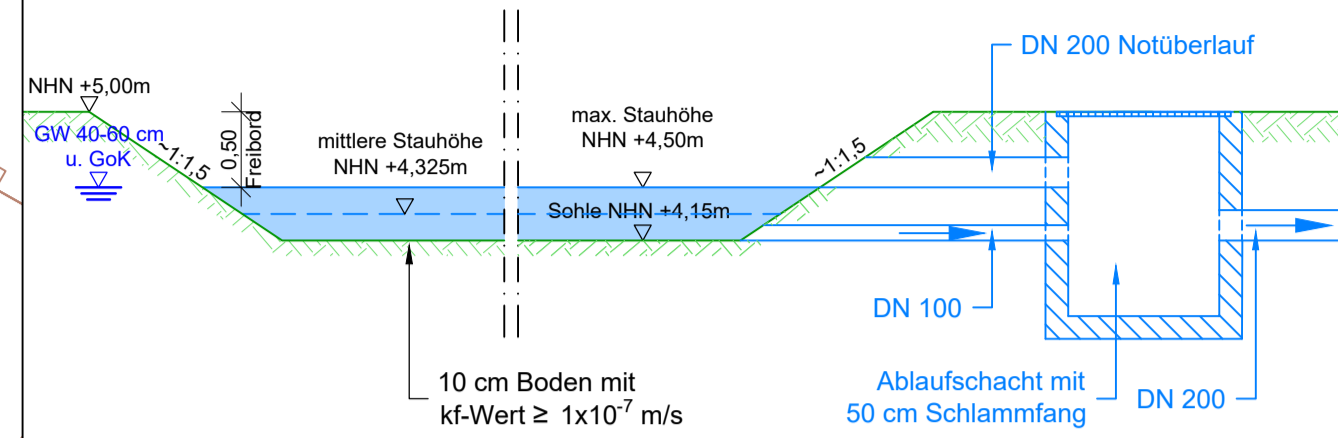 DN 200 Notüberlauf
NHN +5,00m
GW 40-60 cm
u. GoK
~1:1,5
0,50
Freibord
mittlere Stauhöhe
NHN +4,325m
max. Stauhöhe
NHN +4,50m
~1:1,5
Sohle NHN +4,15m
DN 100
10 cm Boden mit
kf-Wert ≥ 1x10⁻⁷ m/s
Ablaufschacht mit
50 cm Schlammfang
DN 200